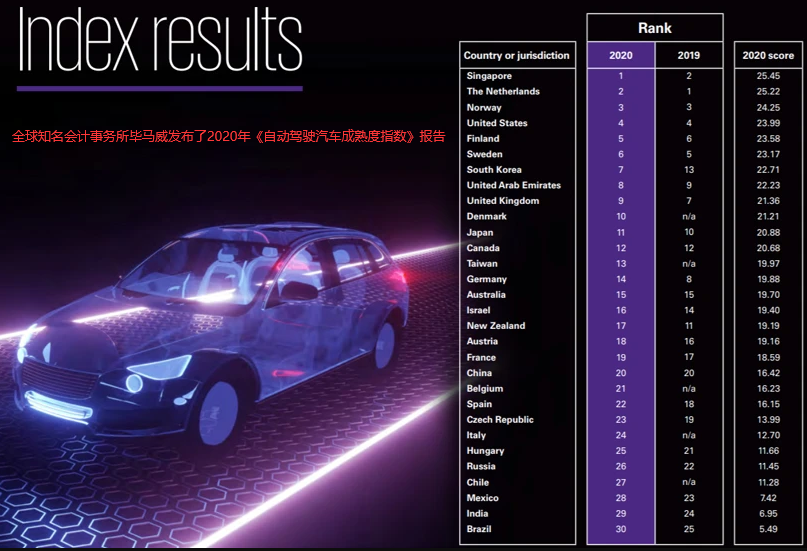 Index results
全球知名会计事务所毕马威发布了2020年《自动驾驶汽车成熟度指数》报告
Rank
Country or jurisdiction 2020 2019 2020 score
Singapore 1 2 25.45
The Netherlands 2 1 25.22
Norway 3 3 24.25
United States 4 4 23.99
Finland 5 6 23.58
Sweden 6 5 23.17
South Korea 7 13 22.71
United Arab Emirates 8 9 22.23
United Kingdom 9 7 21.36
Denmark 10 n/a 21.21
Japan 11 10 20.88
Canada 12 12 20.68
Taiwan 13 n/a 19.97
Germany 14 8 19.88
Australia 15 15 19.70
Israel 16 14 19.40
New Zealand 17 11 19.19
Austria 18 16 19.16
France 19 17 18.59
China 20 20 16.42
Belgium 21 n/a 16.23
Spain 22 18 16.15
Czech Republic 23 19 13.99
Italy 24 n/a 12.70
Hungary 25 21 11.66
Russia 26 22 11.45
Chile 27 n/a 11.28
Mexico 28 23 7.42
India 29 24 6.95
Brazil 30 25 5.49